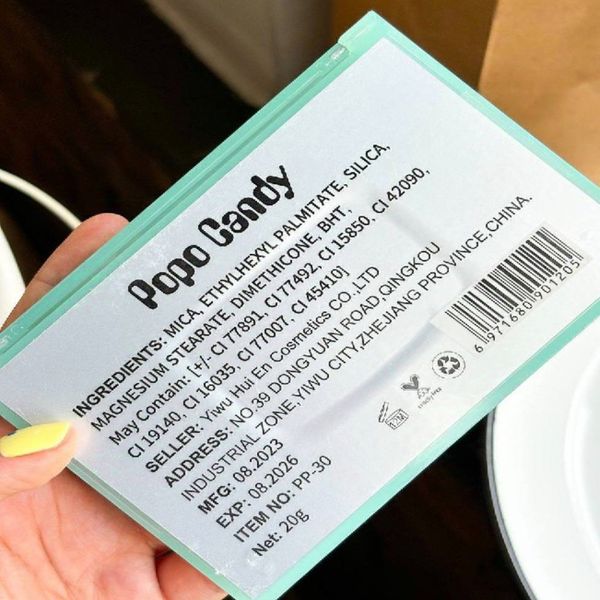 Popo Candy
INGREDIENTS: MICA, ETHYLHEXYL PALMITATE, SILICA,
MAGNESIUM STEARATE, DIMETHICONE, BHT,
May Contain: [+/- CI 77891, CI 77492, CI 15850, CI 42090,
CI 19140, CI 16035, CI 77007, CI 45410]
SELLER: Yiwu Hui En Cosmetics CO.,LTD
ADDRESS: NO.39 DONGYUAN ROAD,QINGKOU
INDUSTRIAL ZONE,YIWU CITY,ZHEJIANG PROVINCE,CHINA.
MFG: 08.2023
EXP: 08.2026
ITEM NO: PP-30
Net: 20g
12M
cruelty free
6 971680 901205